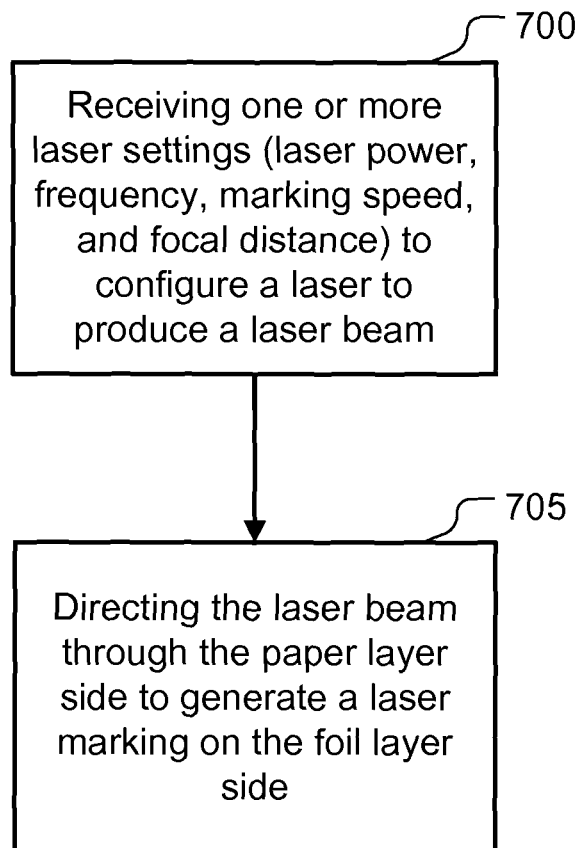 700
Receiving one or more
laser settings (laser power,
frequency, marking speed,
and focal distance) to
configure a laser to
produce a laser beam
705
Directing the laser beam
through the paper layer
side to generate a laser
marking on the foil layer
side